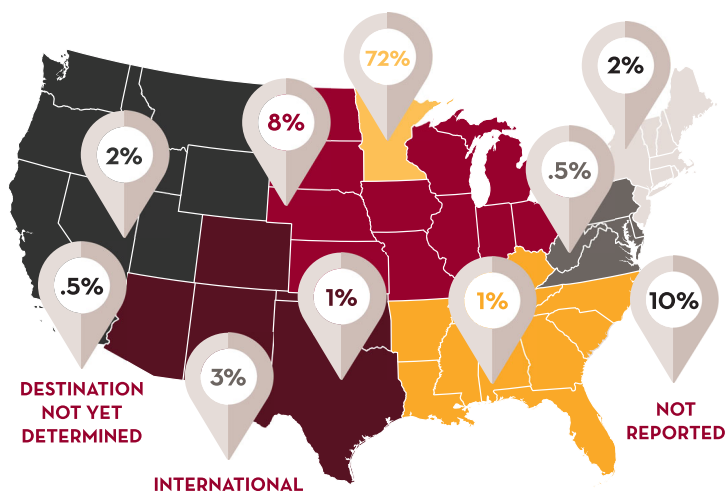 72%
2%
8%
2%
.5%
.5%
1%
1%
10%
3%
DESTINATION
NOT YET
DETERMINED
NOT
REPORTED
INTERNATIONAL